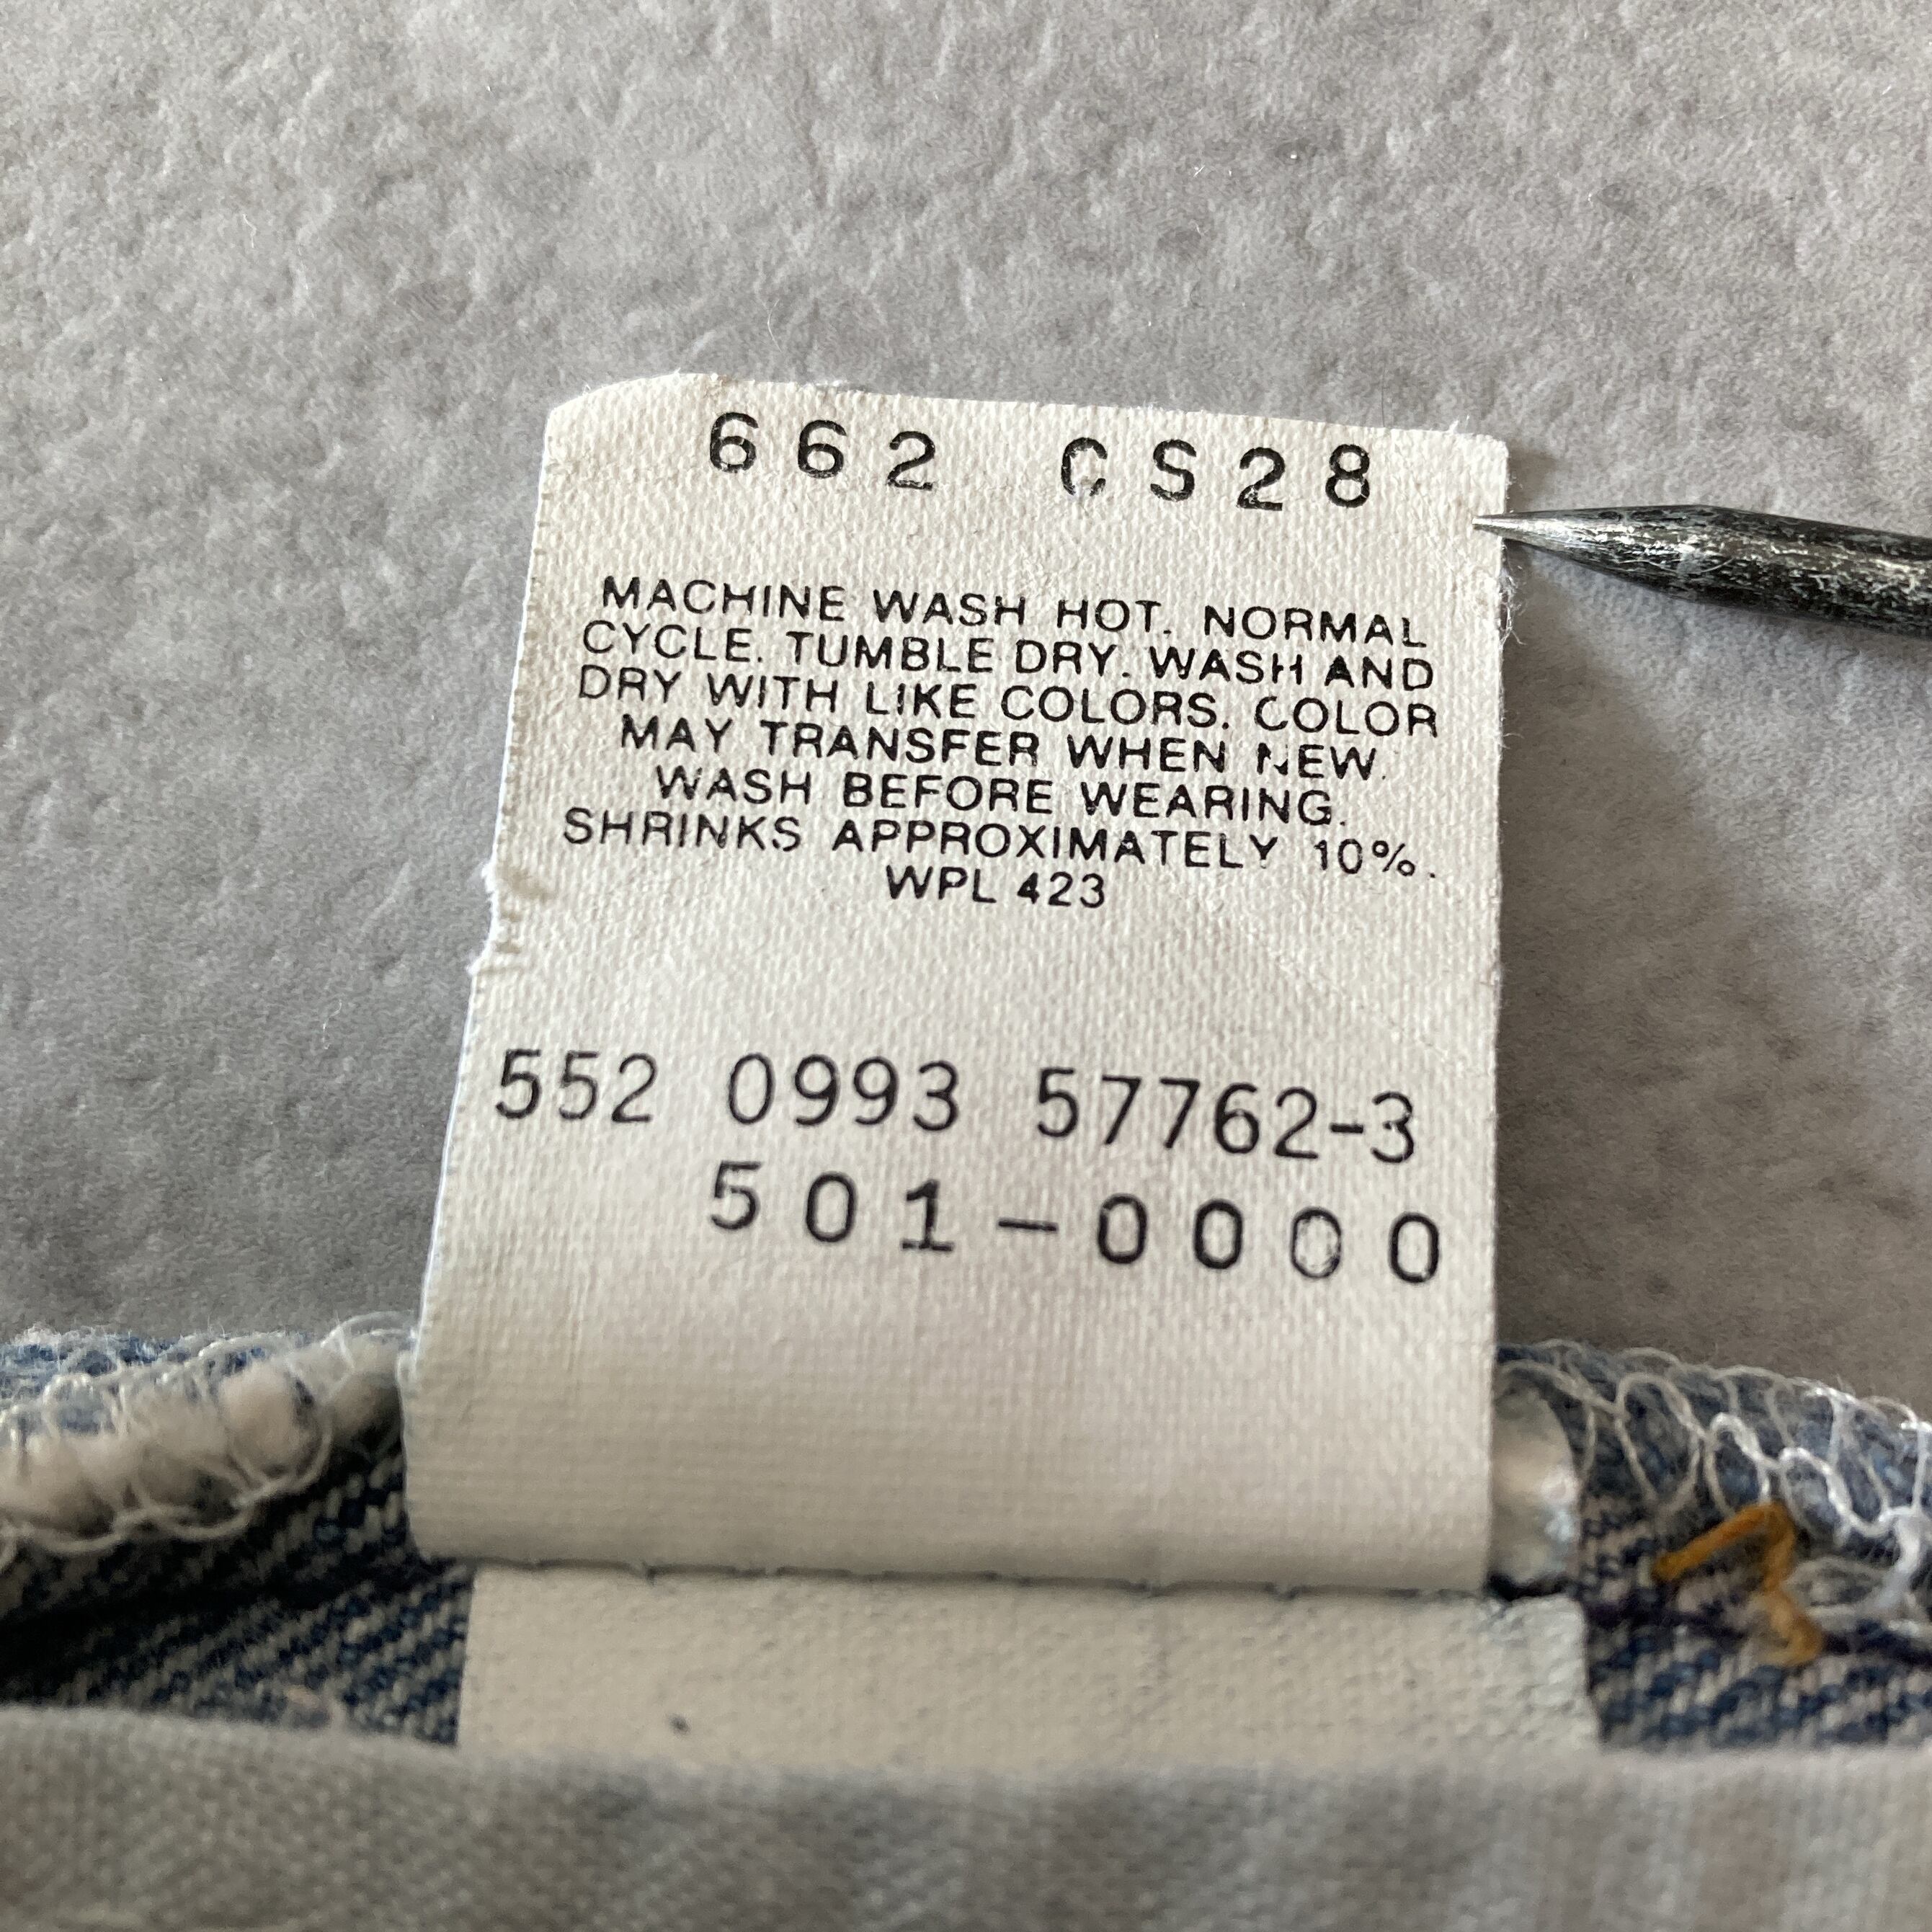 662 CS28
MACHINE WASH HOT. NORMAL
CYCLE. TUMBLE DRY. WASH AND
DRY WITH LIKE COLORS. COLOR
MAY TRANSFER WHEN NEW.
WASH BEFORE WEARING.
SHRINKS APPROXIMATELY 10%.
WPL 423
552 0993 57762-3
501-0000